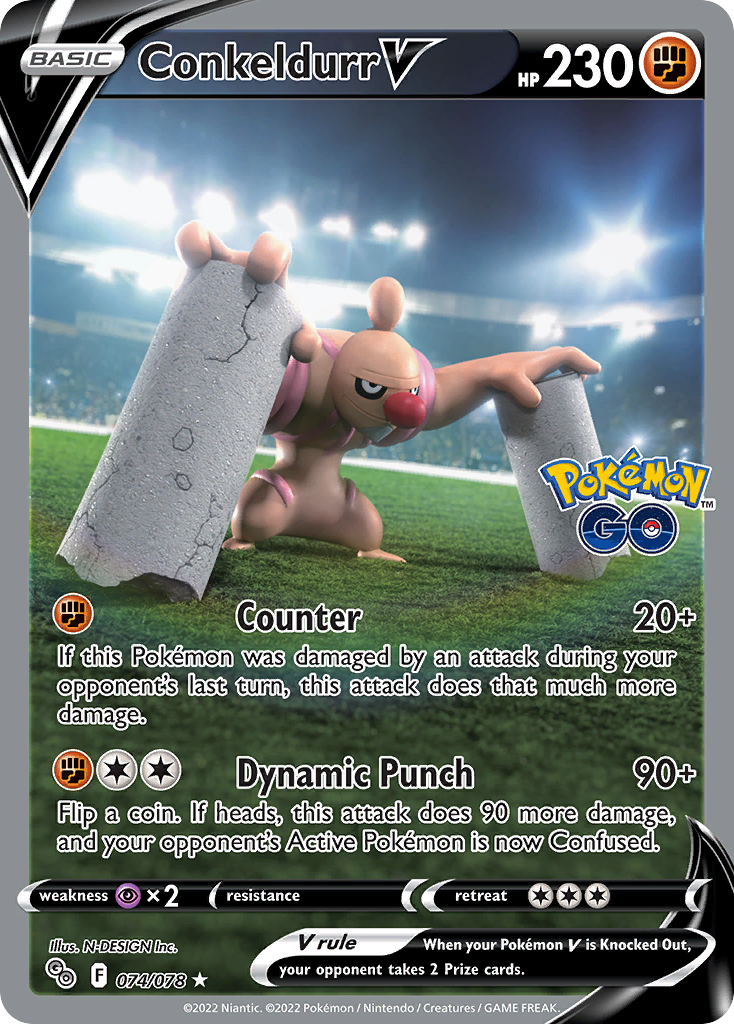 BASIC Conkeldurr V HP 230
Pokémon
GO ™
Counter 20+
If this Pokémon was damaged by an attack during your
opponent's last turn, this attack does that much more
damage.
Dynamic Punch 90+
Flip a coin. If heads, this attack does 90 more damage,
and your opponent's Active Pokémon is now Confused.
weakness ×2 resistance retreat
Illus. N-DESIGN Inc.
V rule When your Pokémon V is Knocked Out,
your opponent takes 2 Prize cards.
GO F 074/078 ★
©2022 Niantic. ©2022 Pokémon / Nintendo / Creatures / GAME FREAK.